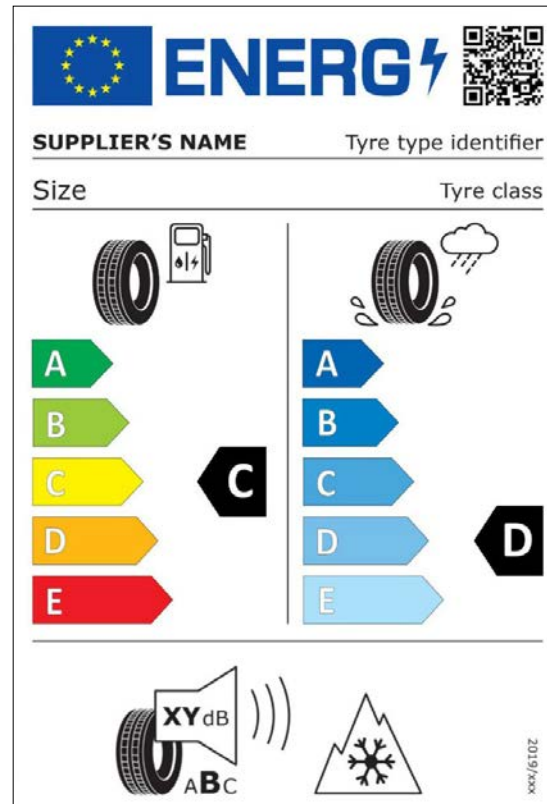 ENERG
SUPPLIER'S NAME Tyre type identifier
Size Tyre class
A A
B B
C C C
D D D
E E
XYdB
ABC
2019/xxx